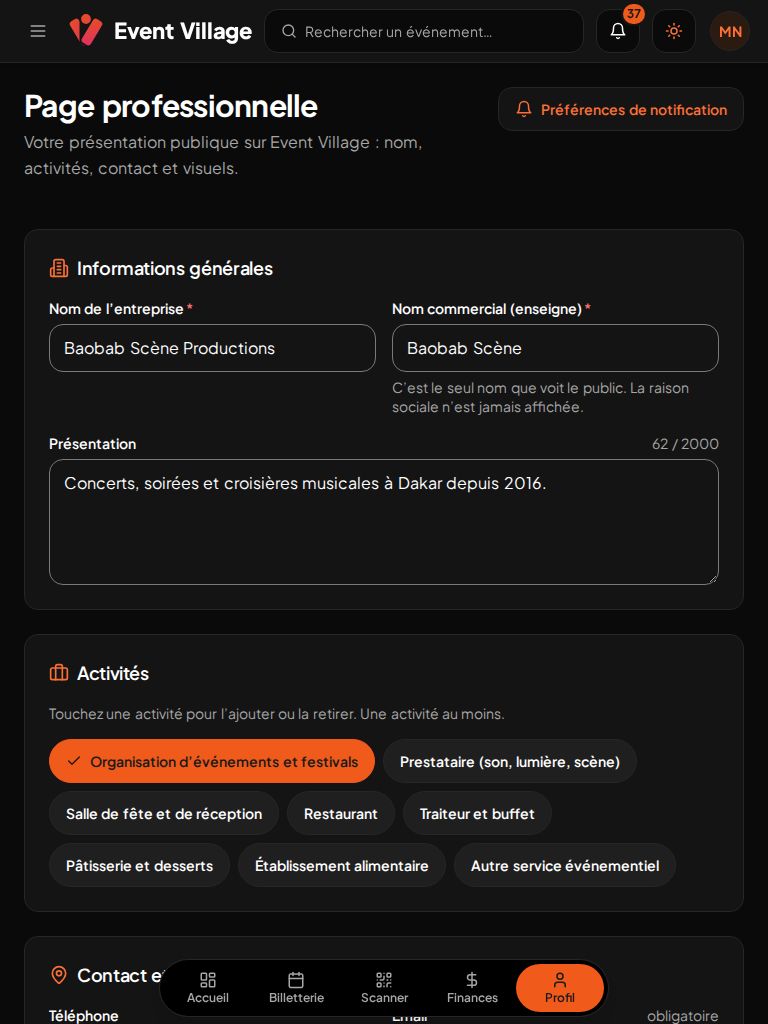 Event Village
Rechercher un événement…
37
MN
Page professionnelle
Préférences de notification
Votre présentation publique sur Event Village : nom,
activités, contact et visuels.
Informations générales
Nom de l’entreprise *
Nom commercial (enseigne) *
Baobab Scène Productions
Baobab Scène
C’est le seul nom que voit le public. La raison
sociale n’est jamais affichée.
Présentation
62 / 2000
Concerts, soirées et croisières musicales à Dakar depuis 2016.
Activités
Touchez une activité pour l’ajouter ou la retirer. Une activité au moins.
Organisation d’événements et festivals
Prestataire (son, lumière, scène)
Salle de fête et de réception
Restaurant
Traiteur et buffet
Pâtisserie et desserts
Établissement alimentaire
Autre service événementiel
Contact
Accueil
Billetterie
Scanner
Finances
Profil
Téléphone
Email
obligatoire